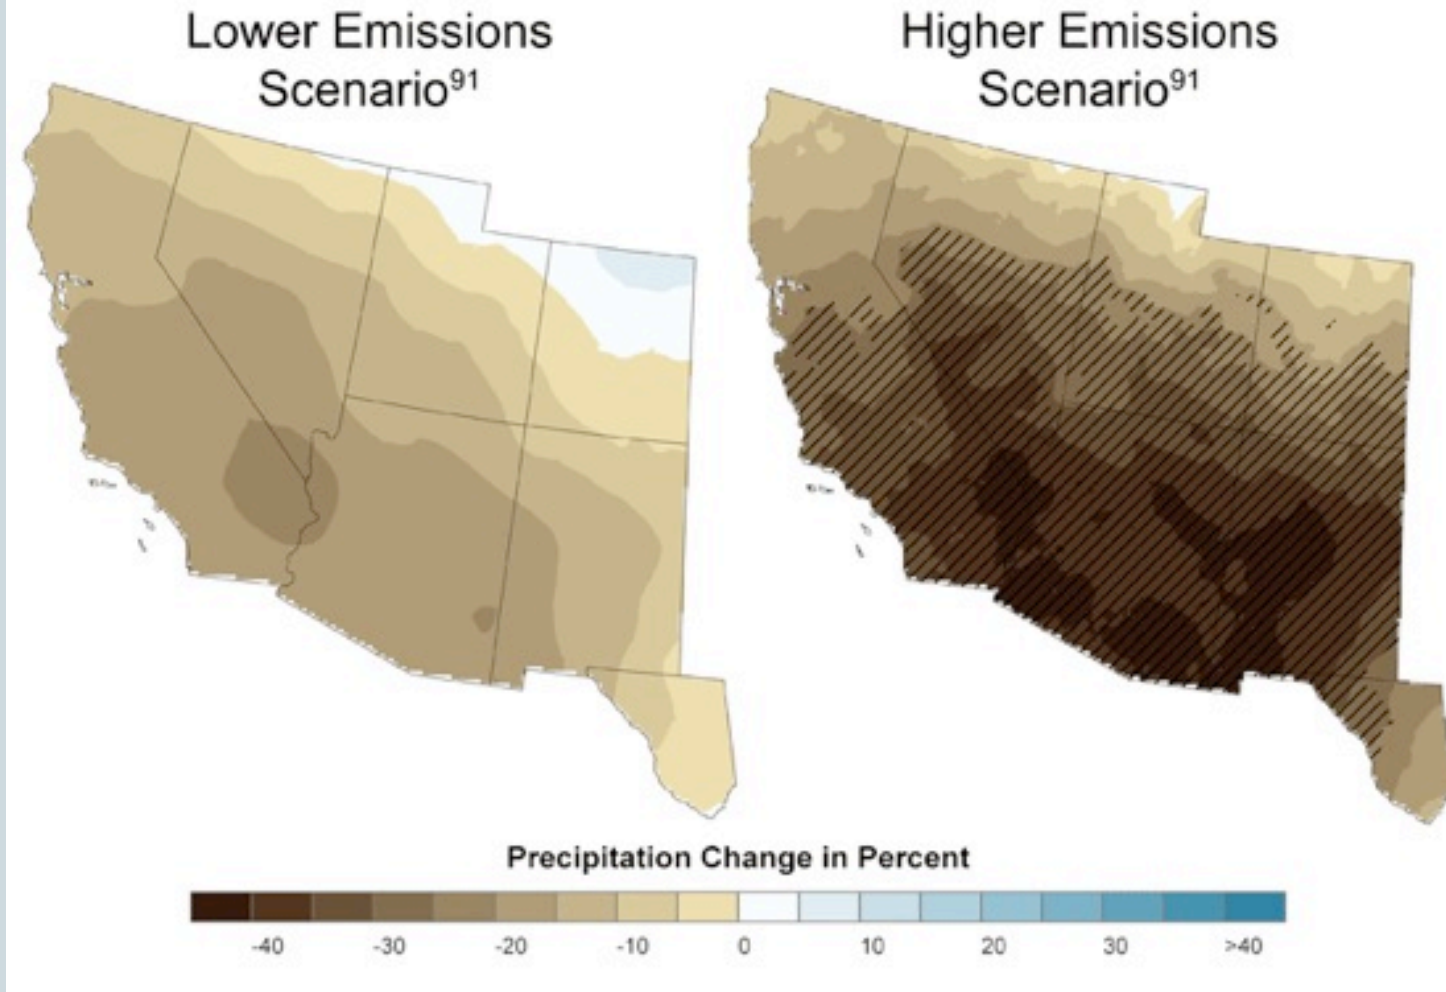 Lower Emissions
Scenario⁹¹
Higher Emissions
Scenario⁹¹
Precipitation Change in Percent
-40 -30 -20 -10 0 10 20 30 >40